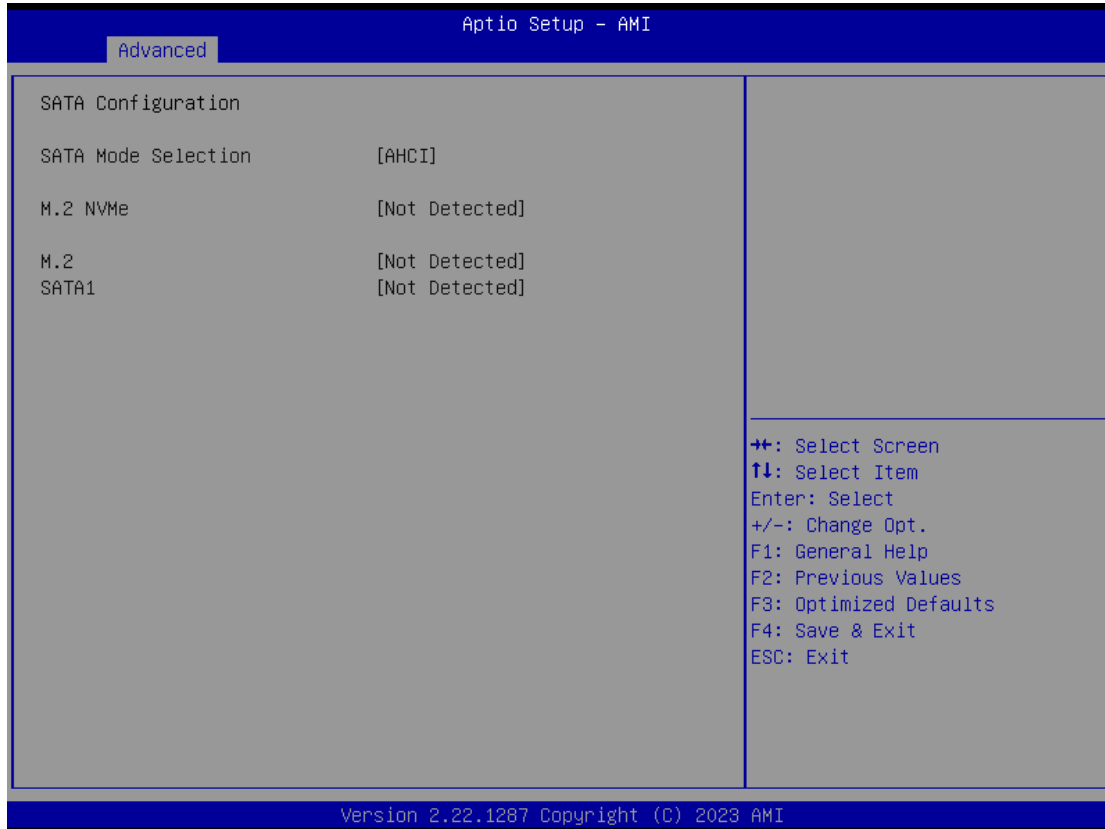 Aptio Setup – AMI
Advanced
SATA Configuration
SATA Mode Selection [AHCI]
M.2 NVMe [Not Detected]
M.2 [Not Detected]
SATA1 [Not Detected]
→←: Select Screen
↑↓: Select Item
Enter: Select
+/-: Change Opt.
F1: General Help
F2: Previous Values
F3: Optimized Defaults
F4: Save & Exit
ESC: Exit
Version 2.22.1287 Copyright (C) 2023 AMI